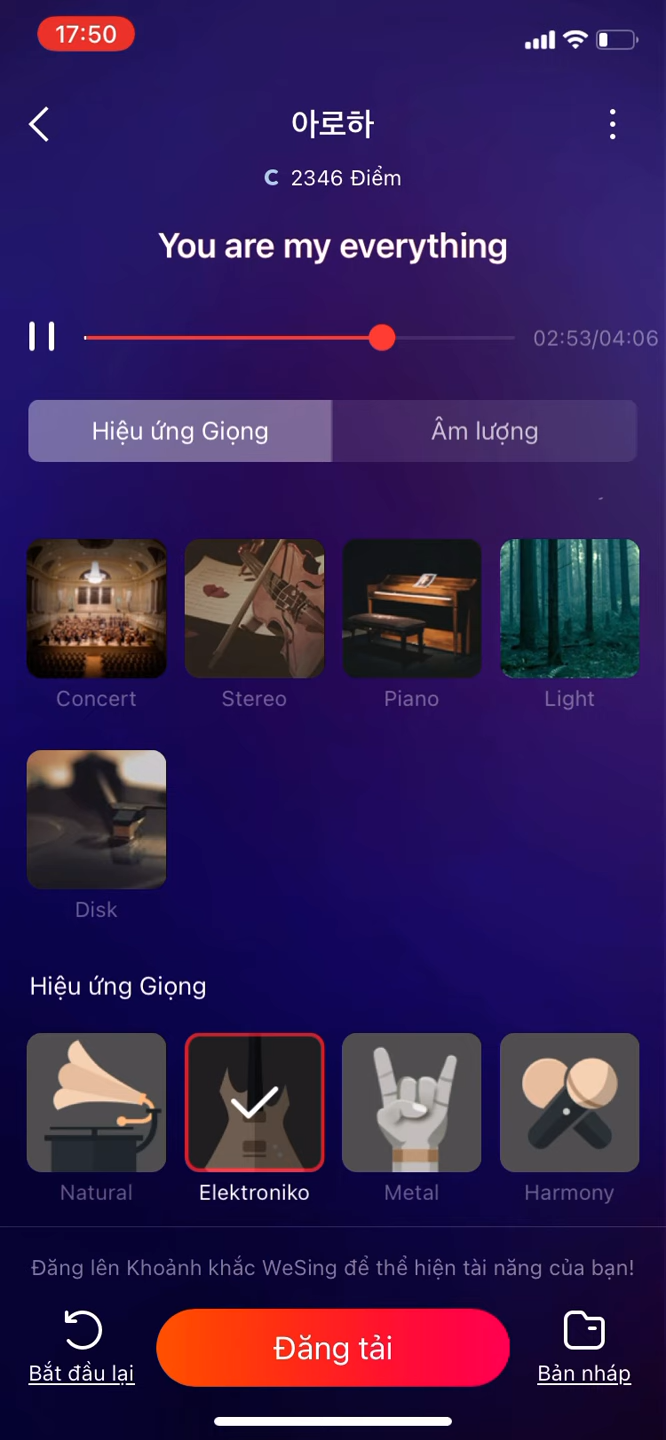 17:50
아로하
C 2346 Điểm
You are my everything
02:53/04:06
Hiệu ứng Giọng Âm lượng
Concert Stereo Piano Light
Disk
Hiệu ứng Giọng
Natural Elektroniko Metal Harmony
Đăng lên Khoảnh khắc WeSing để thể hiện tài năng của bạn!
Bắt đầu lại Đăng tải Bản nháp